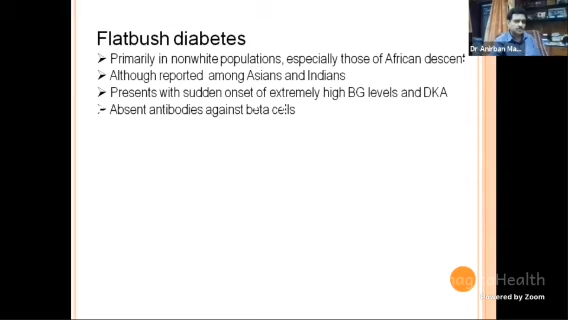 Flatbush diabetes
➢ Primarily in nonwhite populations, especially those of African descent
➢ Although reported among Asians and Indians
➢ Presents with sudden onset of extremely high BG levels and DKA
➢ Absent antibodies against beta cells
Dr Anirban Ma...
Health
Powered by Zoom